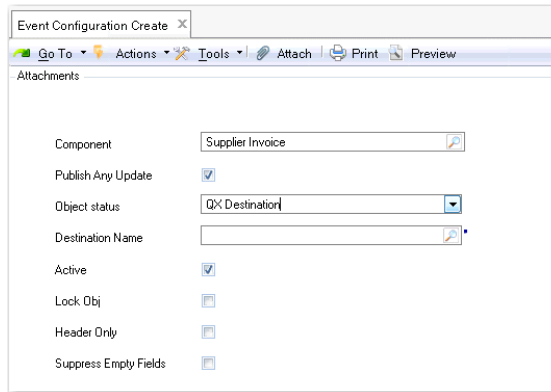 Event Configuration Create
Go To Actions Tools Attach Print Preview
Attachments
Component Supplier Invoice
Publish Any Update
Object status QX Destination
Destination Name
Active
Lock Obj
Header Only
Suppress Empty Fields